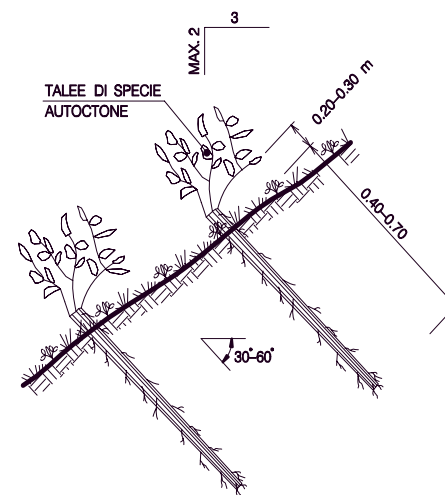 3
MAX. 2
TALEE DI SPECIE
AUTOCTONE
0.20-0.30 m
0.40-0.70
30°-60°